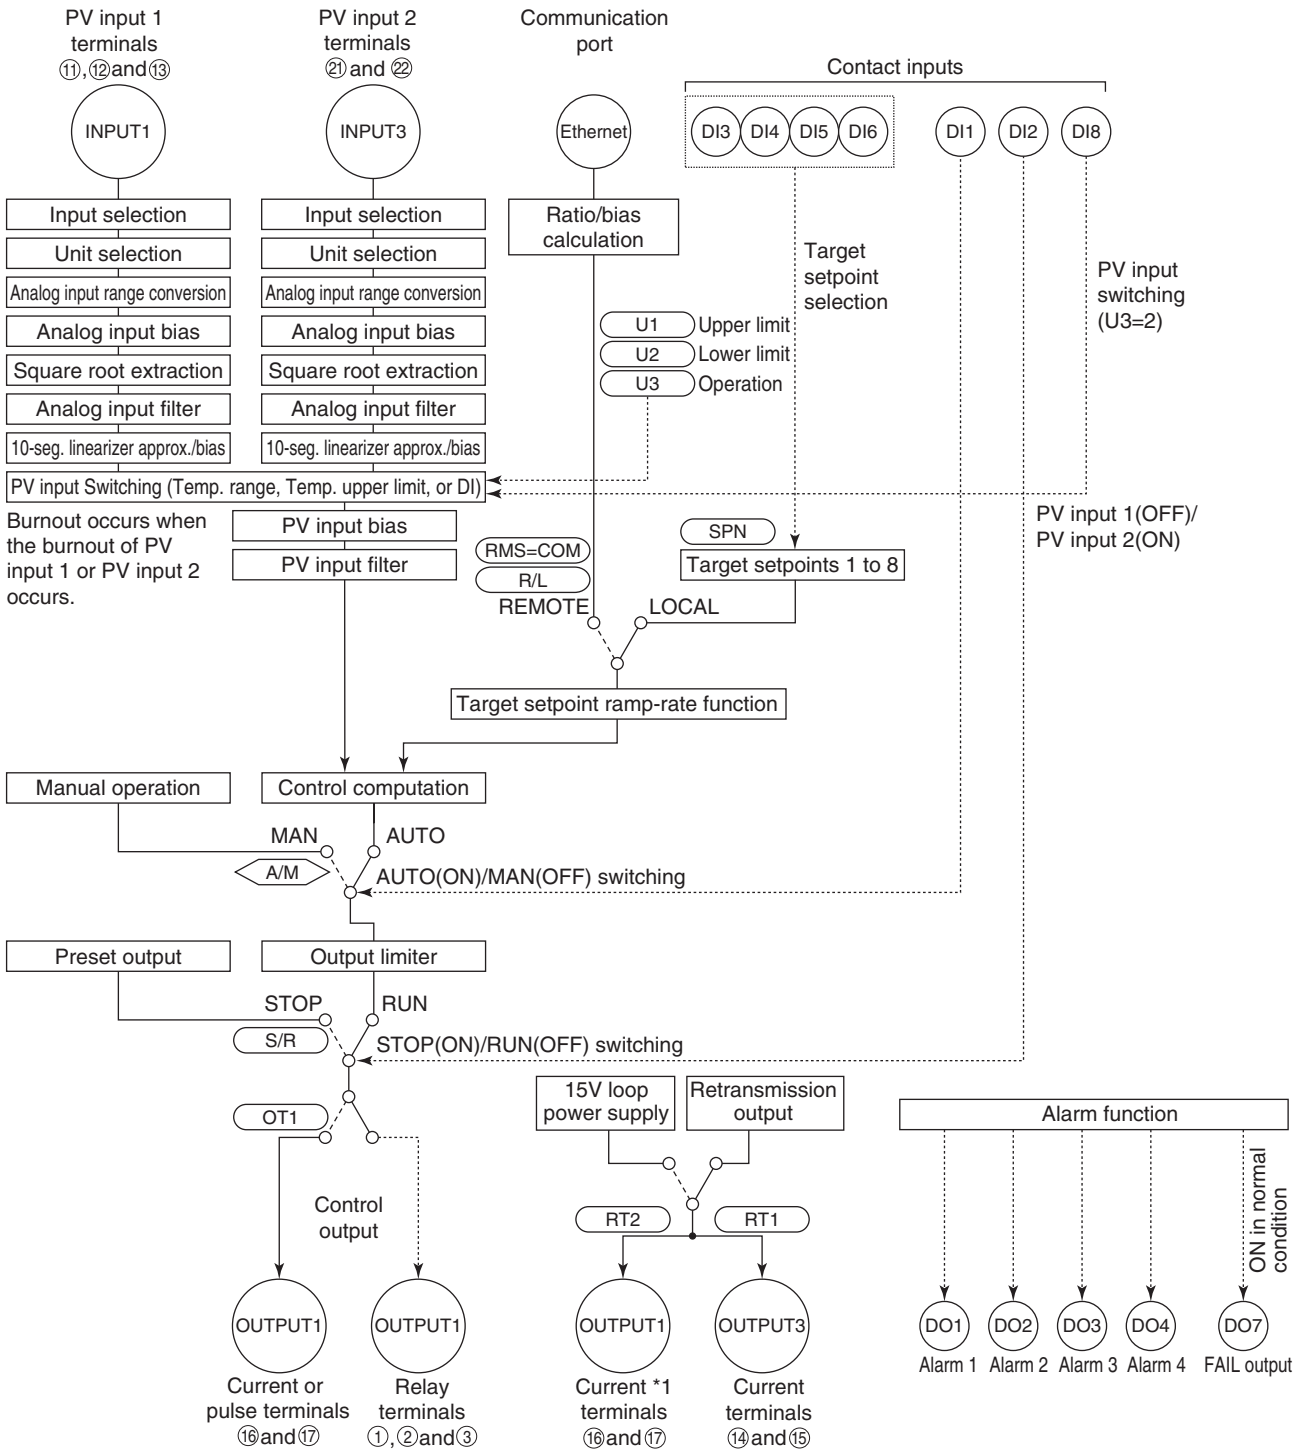 PV input 1
terminals
⑪,⑫and⑬
PV input 2
terminals
㉑ and ㉒
Communication
port
Contact inputs
INPUT1
INPUT3
Ethernet
DI3
DI4
DI5
DI6
DI1
DI2
DI8
Input selection
Unit selection
Analog input range conversion
Analog input bias
Square root extraction
Analog input filter
10-seg. linearizer approx./bias
Input selection
Unit selection
Analog input range conversion
Analog input bias
Square root extraction
Analog input filter
10-seg. linearizer approx./bias
Ratio/bias
calculation
Target
setpoint
selection
PV input
switching
(U3=2)
U1 Upper limit
U2 Lower limit
U3 Operation
PV input Switching (Temp. range, Temp. upper limit, or DI)
Burnout occurs when
the burnout of PV
input 1 or PV input 2
occurs.
PV input bias
PV input filter
PV input 1(OFF)/
PV input 2(ON)
RMS=COM
R/L
REMOTE
LOCAL
SPN
Target setpoints 1 to 8
Target setpoint ramp-rate function
Manual operation
Control computation
MAN
AUTO
A/M
AUTO(ON)/MAN(OFF) switching
Preset output
Output limiter
STOP
RUN
S/R
STOP(ON)/RUN(OFF) switching
OT1
Control
output
15V loop
power supply
Retransmission
output
RT2
RT1
Alarm function
ON in normal
condition
OUTPUT1
OUTPUT1
OUTPUT1
OUTPUT3
DO1
DO2
DO3
DO4
DO7
Alarm 1
Alarm 2
Alarm 3
Alarm 4
FAIL output
Current or
pulse terminals
⑯and⑰
Relay
terminals
①,②and③
Current *1
terminals
⑯and⑰
Current
terminals
⑭and⑮